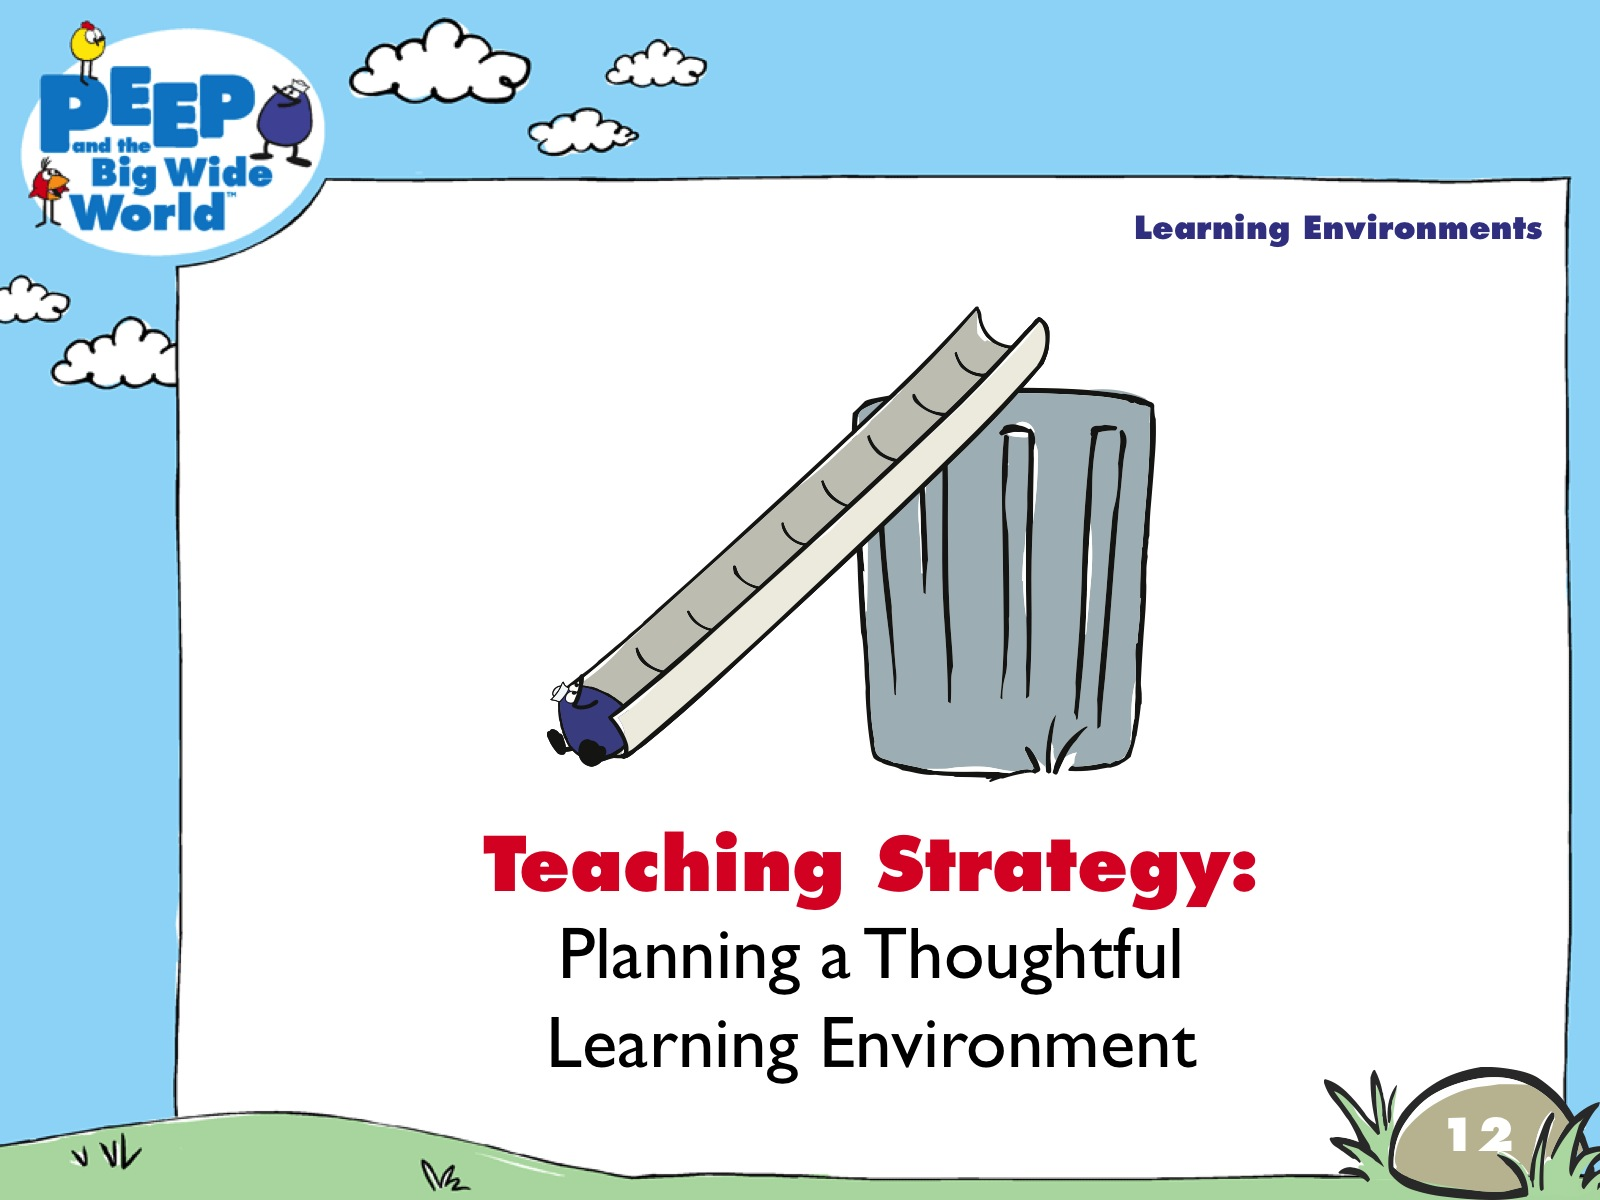 PEEP
and the
Big Wide
World™
Learning Environments
Teaching Strategy:
Planning a Thoughtful
Learning Environment
12